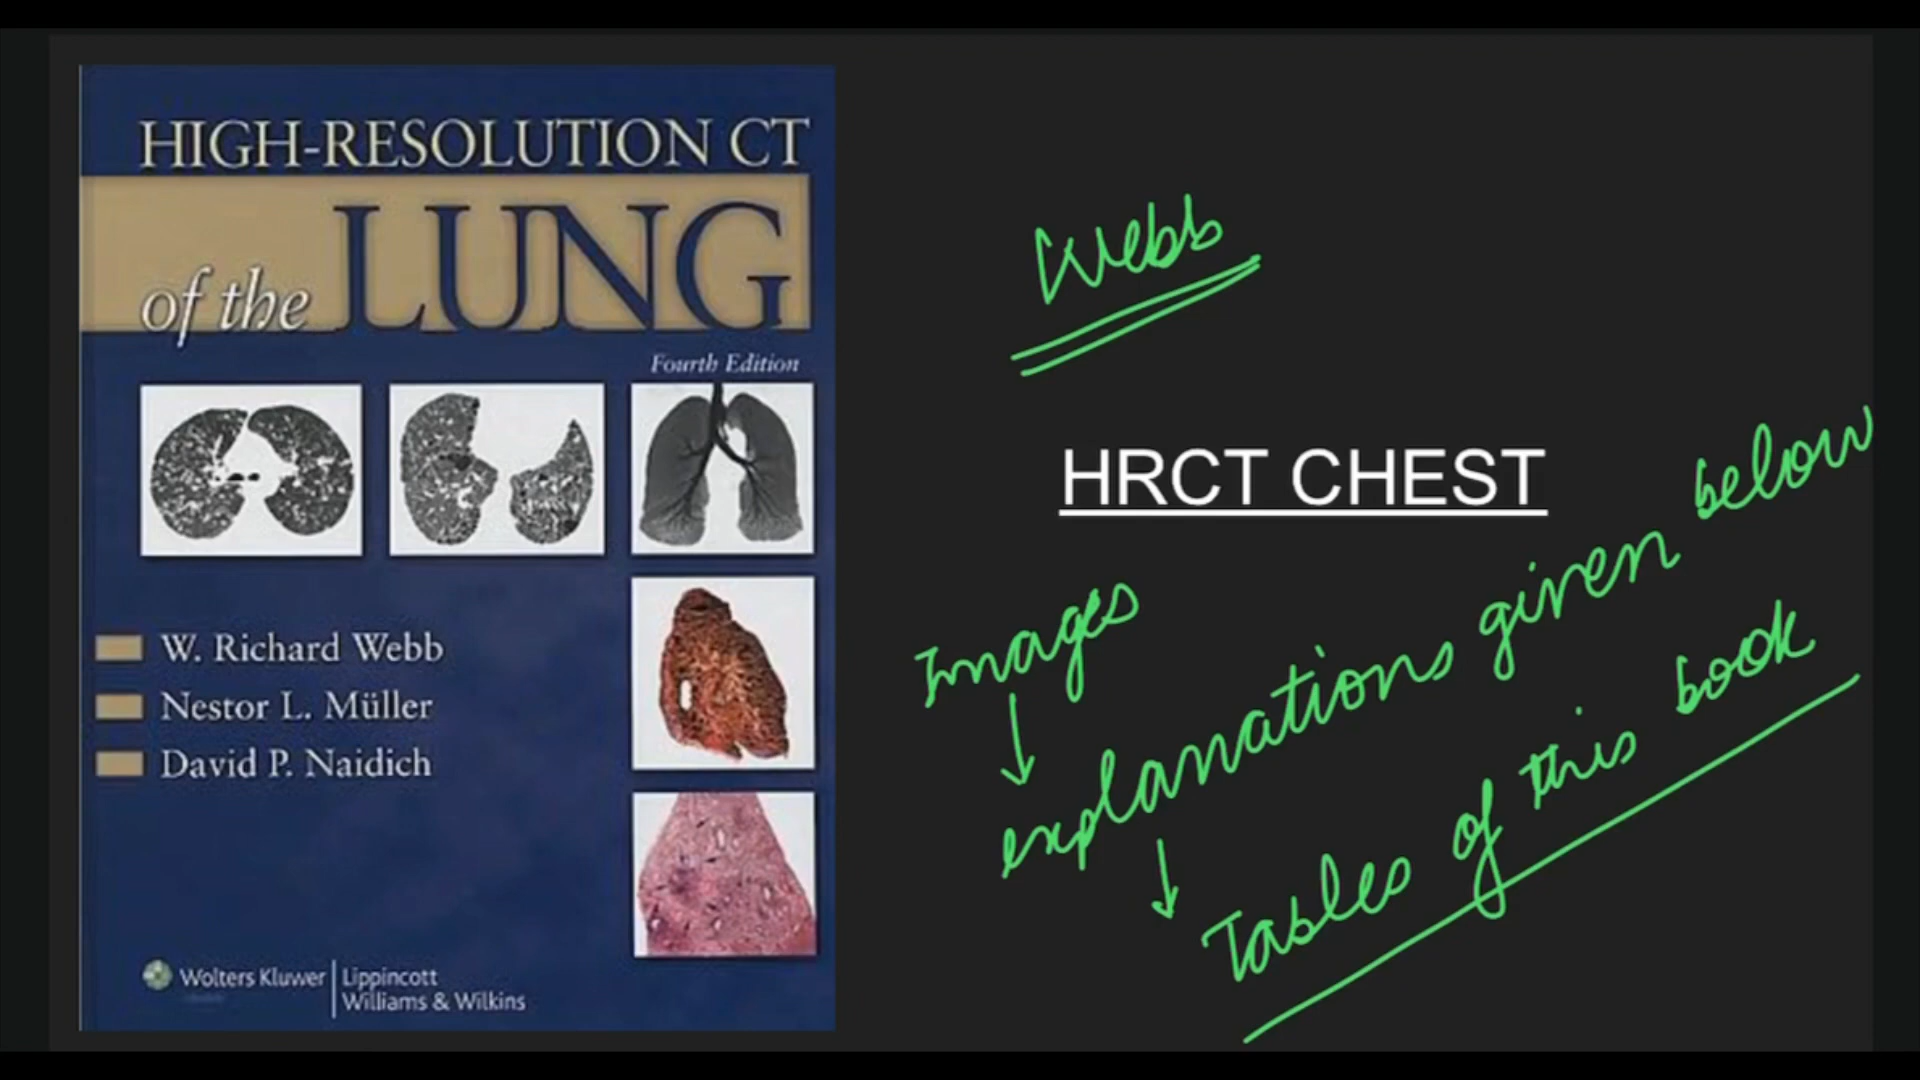 HIGH-RESOLUTION CT
of the LUNG
Fourth Edition
W. Richard Webb
Nestor L. Müller
David P. Naidich
Wolters Kluwer
Lippincott
Williams & Wilkins
Webb
HRCT CHEST
Images
↓
explanations given below
↓
Tables of this book